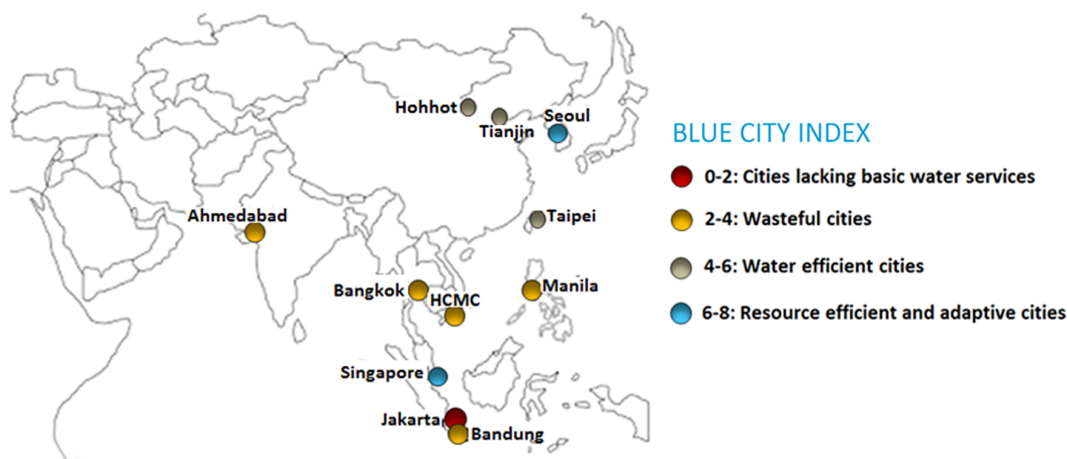 Hohhot
Seoul
Tianjin
BLUE CITY INDEX
0-2: Cities lacking basic water services
Ahmedabad
Taipei
2-4: Wasteful cities
4-6: Water efficient cities
Bangkok
HCMC
Manila
6-8: Resource efficient and adaptive cities
Singapore
Jakarta
Bandung